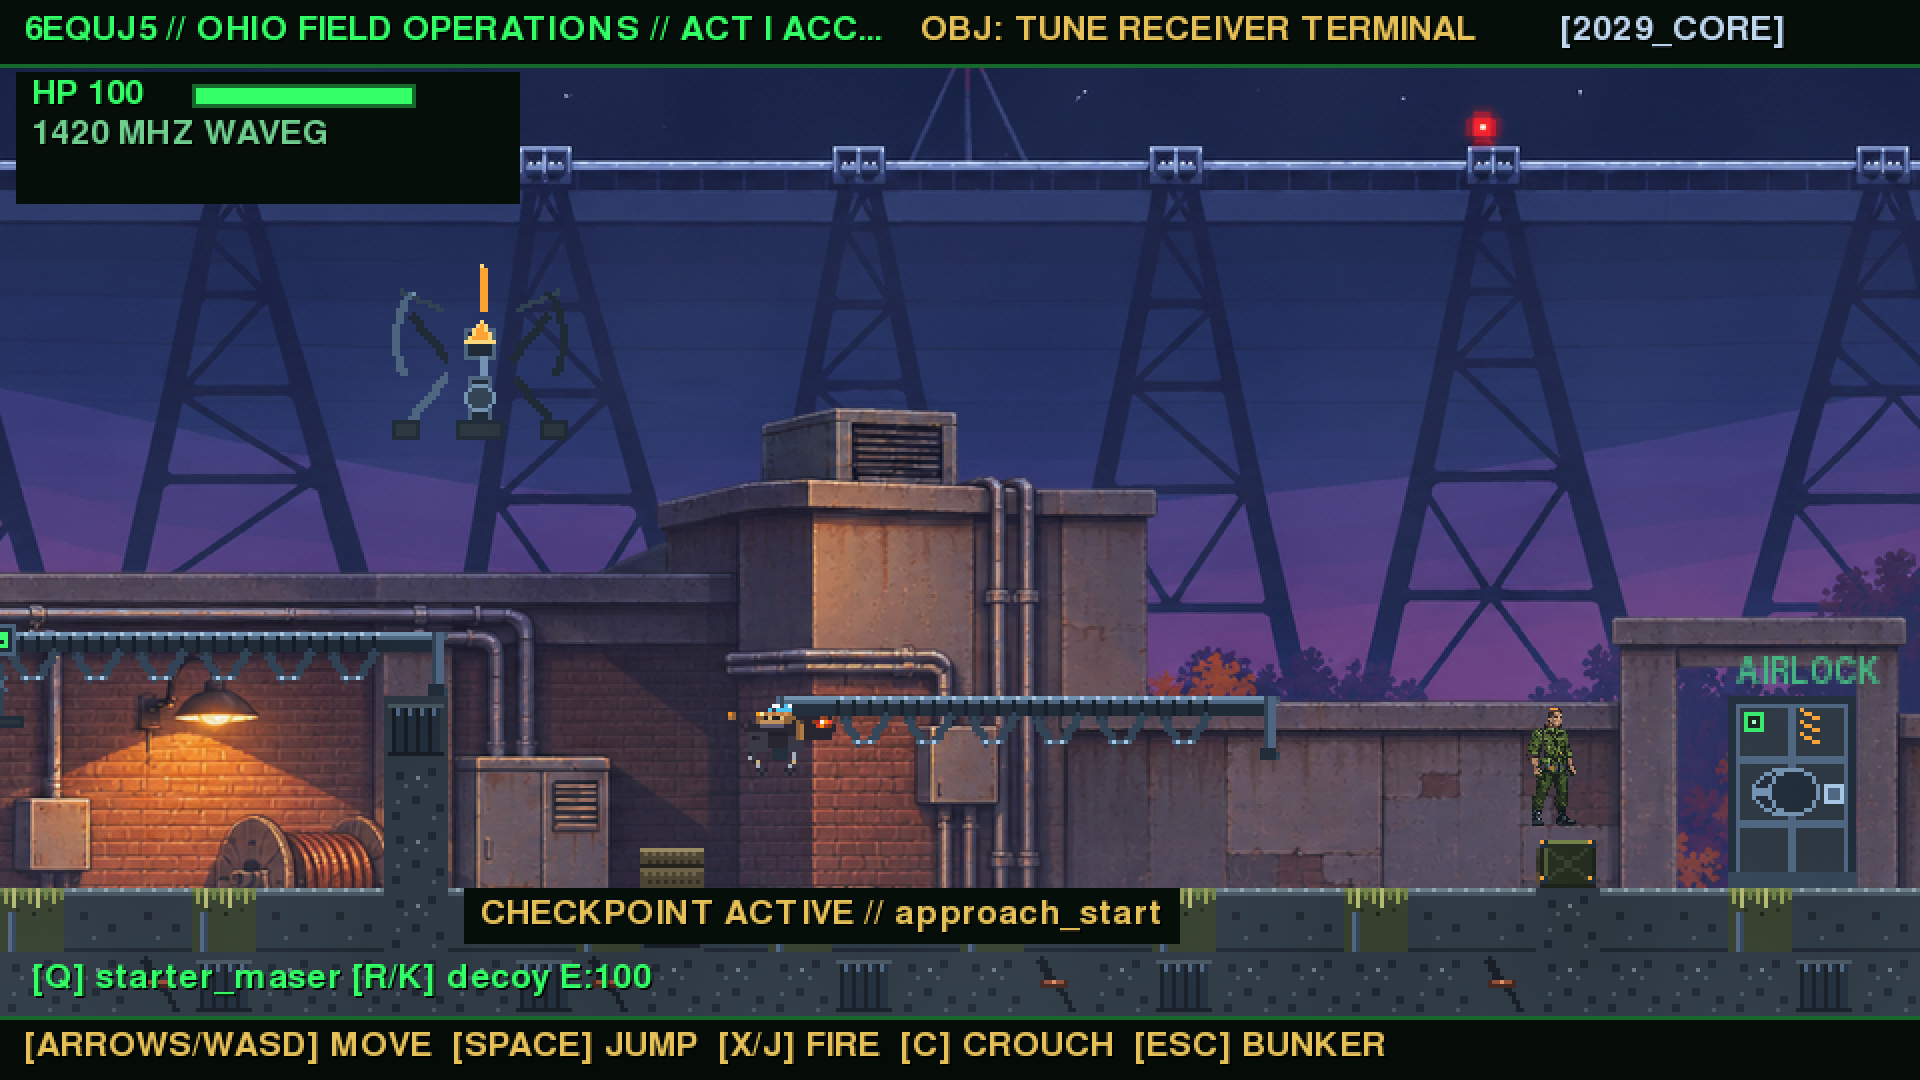 6EQUJ5 // OHIO FIELD OPERATIONS // ACT I ACC... OBJ: TUNE RECEIVER TERMINAL [2029_CORE]
HP 100
1420 MHZ WAVEG
AIRLOCK
CHECKPOINT ACTIVE // approach_start
[Q] starter_maser [R/K] decoy E:100
[ARROWS/WASD] MOVE [SPACE] JUMP [X/J] FIRE [C] CROUCH [ESC] BUNKER